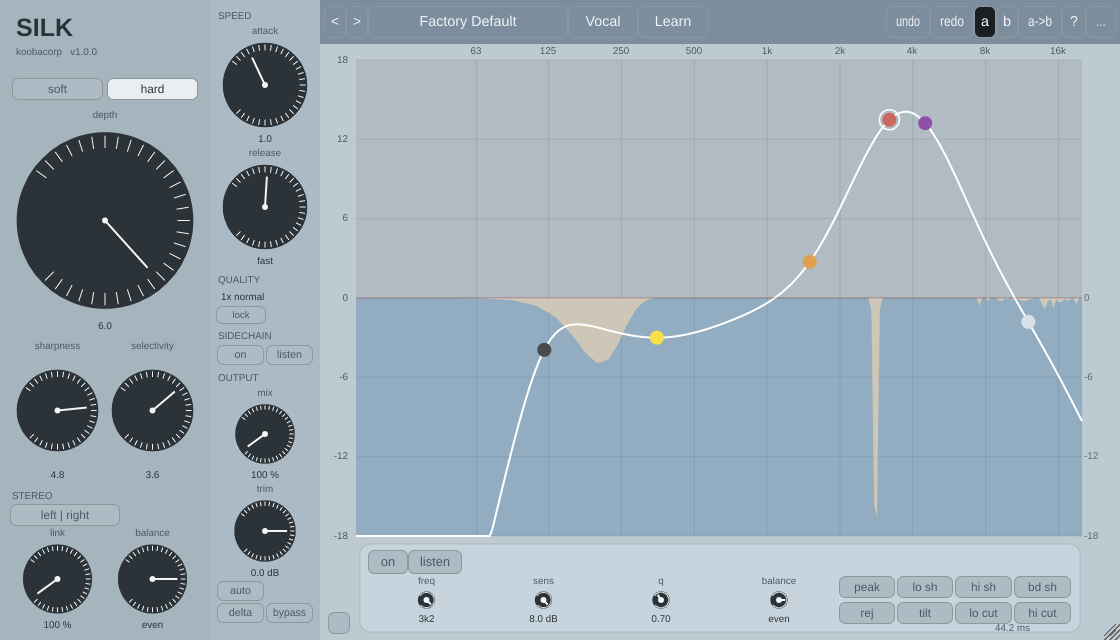 SILK
koobacorp v1.0.0
soft hard
depth
6.0
sharpness selectivity
4.8 3.6
STEREO
left | right
link balance
100 % even
SPEED
attack
1.0
release
fast
QUALITY
1x normal
lock
SIDECHAIN
on listen
OUTPUT
mix
100 %
trim
0.0 dB
auto
delta bypass
< > Factory Default Vocal Learn undo redo a b a->b ? ...
63 125 250 500 1k 2k 4k 8k 16k
18
12
6
0 0
-6 -6
-12 -12
-18 -18
on listen
freq sens q balance
3k2 8.0 dB 0.70 even
peak lo sh hi sh bd sh
rej tilt lo cut hi cut
44.2 ms